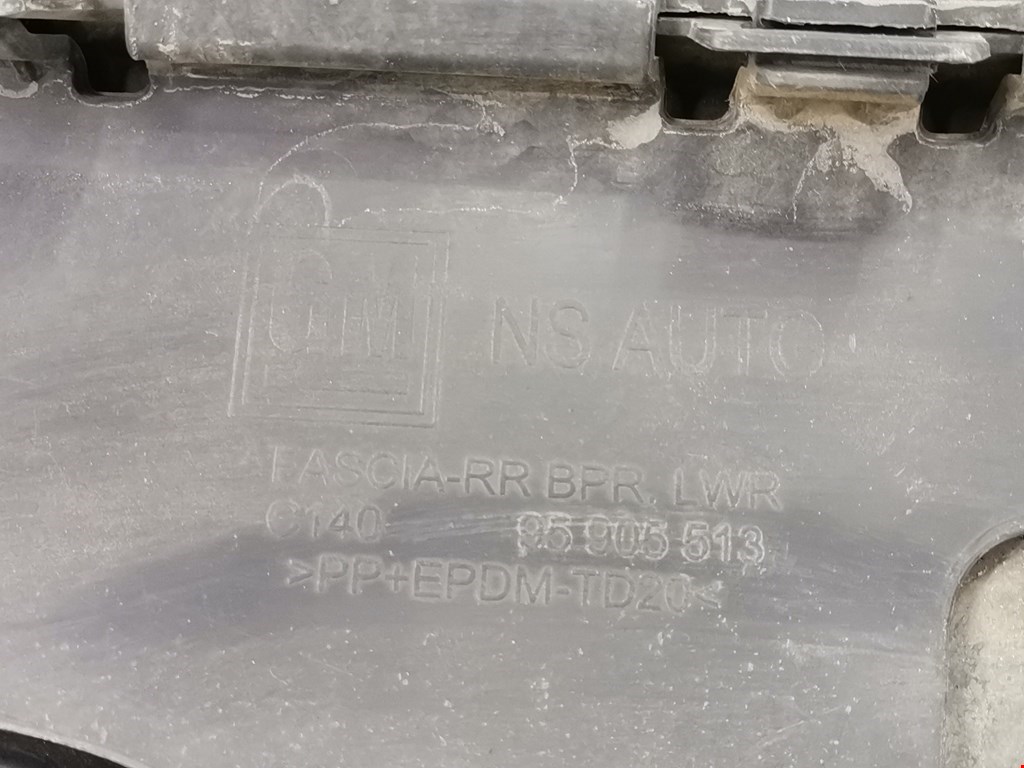 GM NS AUTO
FASCIA-RR BPR. LWR
C140 95 905 513
>PP+EPDM-TD20<